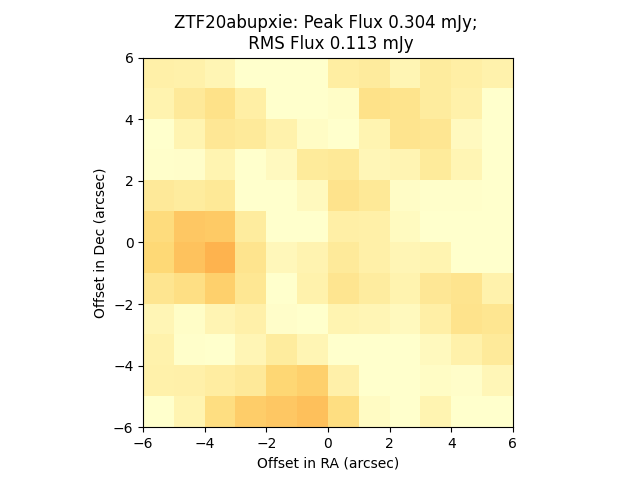 ZTF20abupxie: Peak Flux 0.304 mJy;
RMS Flux 0.113 mJy
6
4
2
0
−2
−4
−6
Offset in Dec (arcsec)
−6 −4 −2 0 2 4 6
Offset in RA (arcsec)